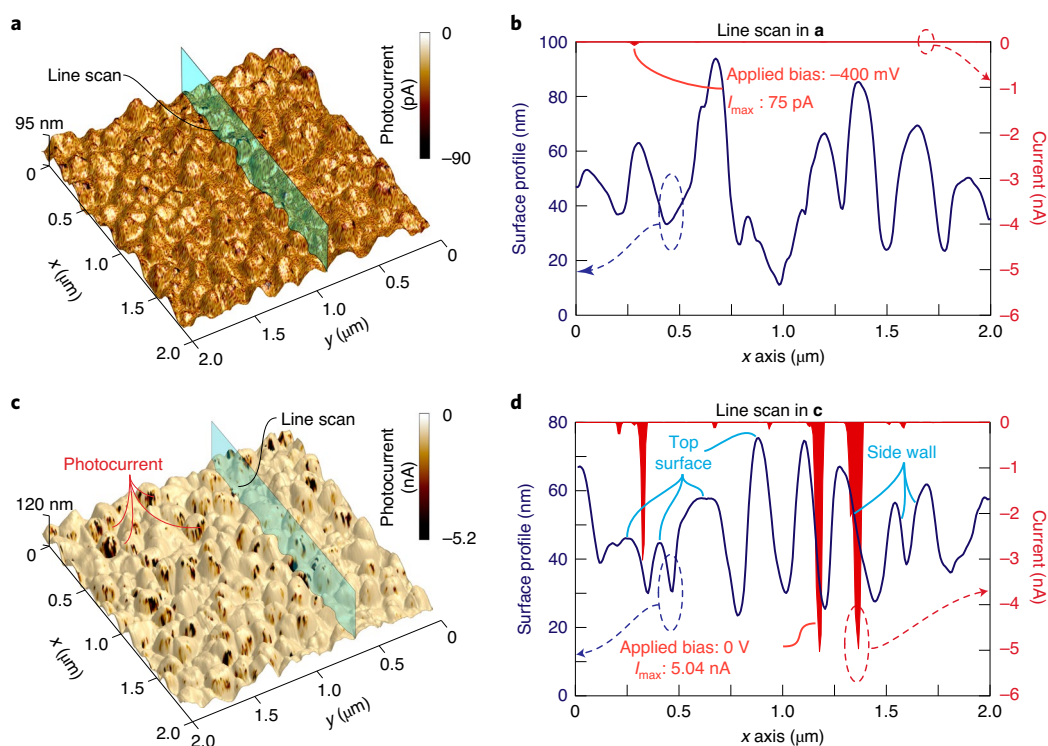 a
Line scan
95 nm
0
0.5
1.0
1.5
2.0
x (μm)
2.0
1.5
1.0
0.5
0
y (μm)
Photocurrent
(pA)
0
–90
b
Line scan in a
100
80
60
40
20
0
Surface profile (nm)
Applied bias: –400 mV
Imax : 75 pA
0
–1
–2
–3
–4
–5
–6
Current (nA)
0
0.5
1.0
1.5
2.0
x axis (μm)
c
Line scan
Photocurrent
120 nm
0
0.5
1.0
1.5
2.0
x (μm)
2.0
1.5
1.0
0.5
0
y (μm)
Photocurrent
(nA)
0
–5.2
d
Line scan in c
80
60
40
20
0
Surface profile (nm)
Top
surface
Side wall
Applied bias: 0 V
Imax: 5.04 nA
0
–1
–2
–3
–4
–5
–6
Current (nA)
0
0.5
1.0
1.5
2.0
x axis (μm)